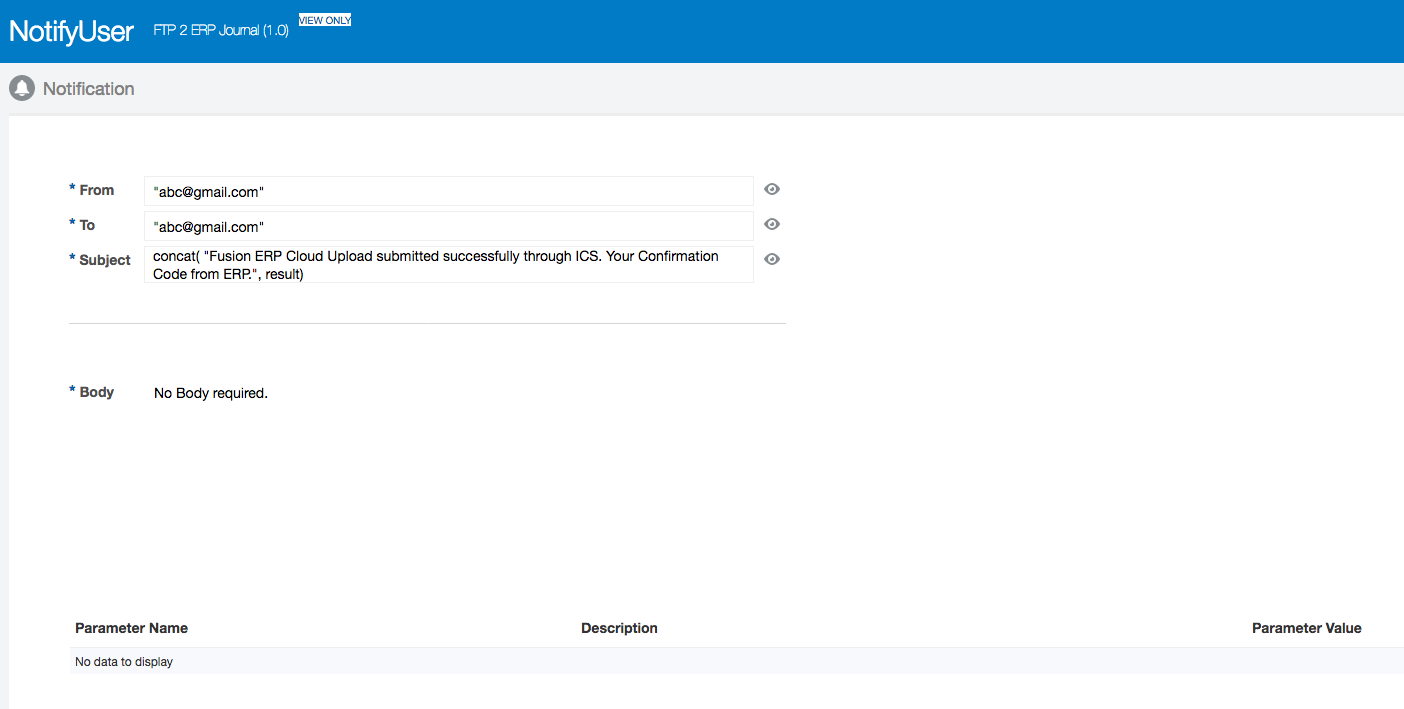 NotifyUser FTP 2 ERP Journal (1.0) VIEW ONLY
Notification
* From "abc@gmail.com"
* To "abc@gmail.com"
* Subject concat( "Fusion ERP Cloud Upload submitted successfully through ICS. Your Confirmation
Code from ERP.", result)
* Body No Body required.
Parameter Name Description Parameter Value
No data to display